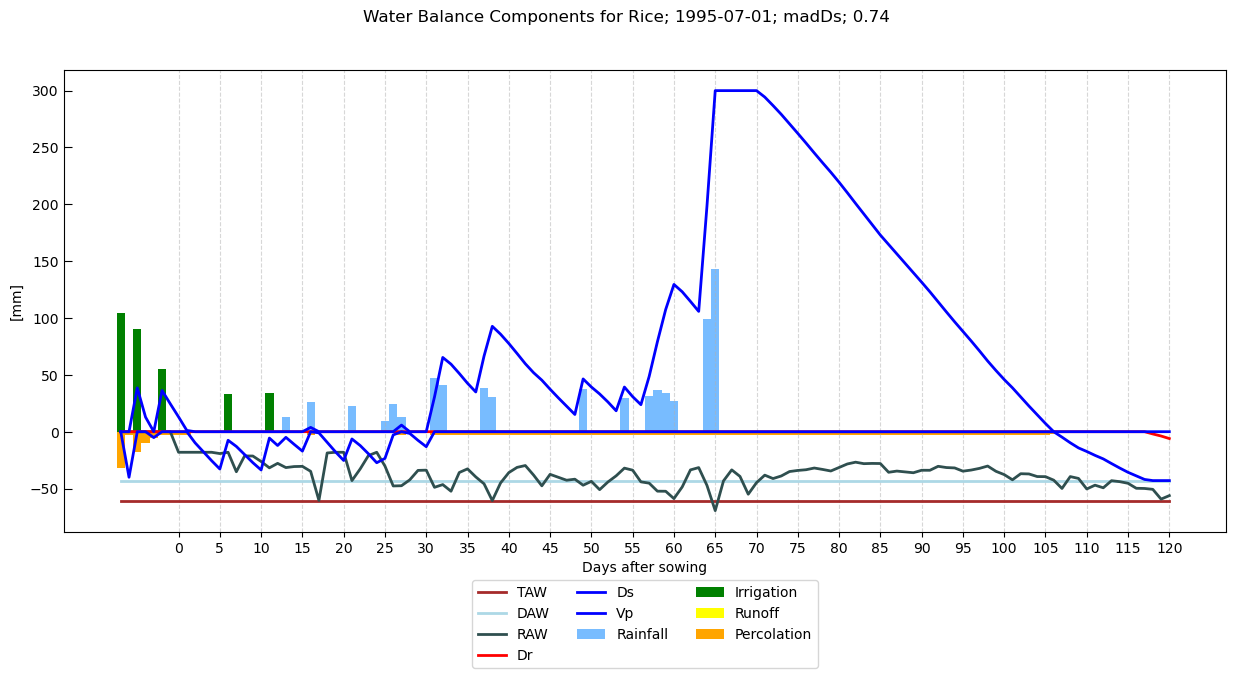 Water Balance Components for Rice; 1995-07-01; madDs; 0.74
[mm]
300
250
200
150
100
50
0
−50
0 5 10 15 20 25 30 35 40 45 50 55 60 65 70 75 80 85 90 95 100 105 110 115 120
Days after sowing
TAW
DAW
RAW
Dr
Ds
Vp
Rainfall
Irrigation
Runoff
Percolation